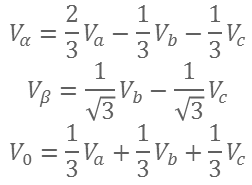 V_α = 2/3 V_a − 1/3 V_b − 1/3 V_c
V_β = 1/√3 V_b − 1/√3 V_c
V_0 = 1/3 V_a + 1/3 V_b + 1/3 V_c